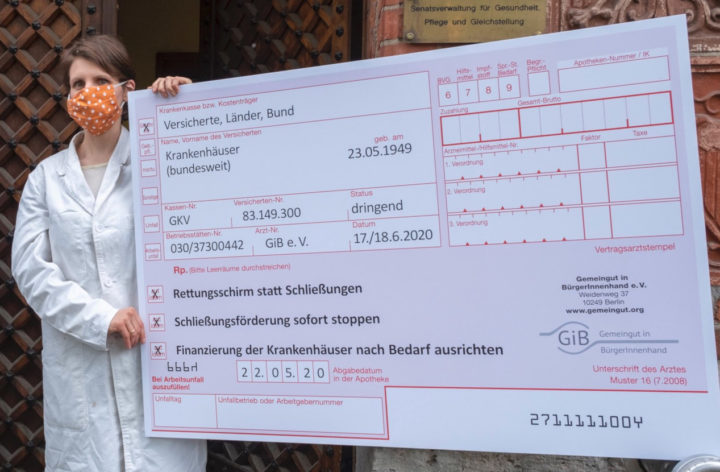 Senatsverwaltung für Gesundheit,
Pflege und Gleichstellung
Krankenkasse bzw. Kostenträger
Versicherte, Länder, Bund
Name, Vorname des Versicherten
geb. am
Krankenhäuser
(bundesweit)
23.05.1949
Kassen-Nr.
Versicherten-Nr.
Status
GKV
83.149.300
dringend
Betriebsstätten-Nr.
Arzt-Nr.
Datum
030/37300442
GiB e. V.
17./18.6.2020
X
Sonstige
Unfall
BVG
Hilfs-
mittel
Impf-
stoff
Spr.-St.
Bedarf
Begr.-
Pflicht
6
7
8
9
Apotheken-Nummer / IK
Zuzahlung
Gesamt-Brutto
Arzneimittel-/Hilfsmittel-Nr.
Faktor
Taxe
1. Verordnung
2. Verordnung
3. Verordnung
Vertragsarztstempel
Rp. (Bitte Leerräume durchstreichen)
X Rettungsschirm statt Schließungen
X Schließungsförderung sofort stoppen
X Finanzierung der Krankenhäuser nach Bedarf ausrichten
Gemeingut in
BürgerInnenhand e.V.
Weidenweg 37
10249 Berlin
www.gemeingut.org
GiB
Gemeingut in
BürgerInnenhand
Bei Arbeitsunfall
auszufüllen!
22.05.20
Abgabedatum
in der Apotheke
Unterschrift des Arztes
Muster 16 (7.2008)
Unfalltag
Unfallbetrieb oder Arbeitgebernummer
2711111004